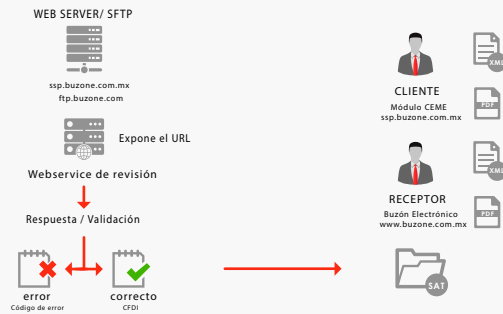 WEB SERVER/ SFTP
ssp.buzone.com.mx
ftp.buzone.com
Expone el URL
Webservice de revisión
Respuesta / Validación
error
Código de error
correcto
CFDI
XML
CLIENTE
Módulo CEME
ssp.buzone.com.mx
PDF
XML
RECEPTOR
Buzón Electrónico
www.buzone.com.mx
PDF
SAT